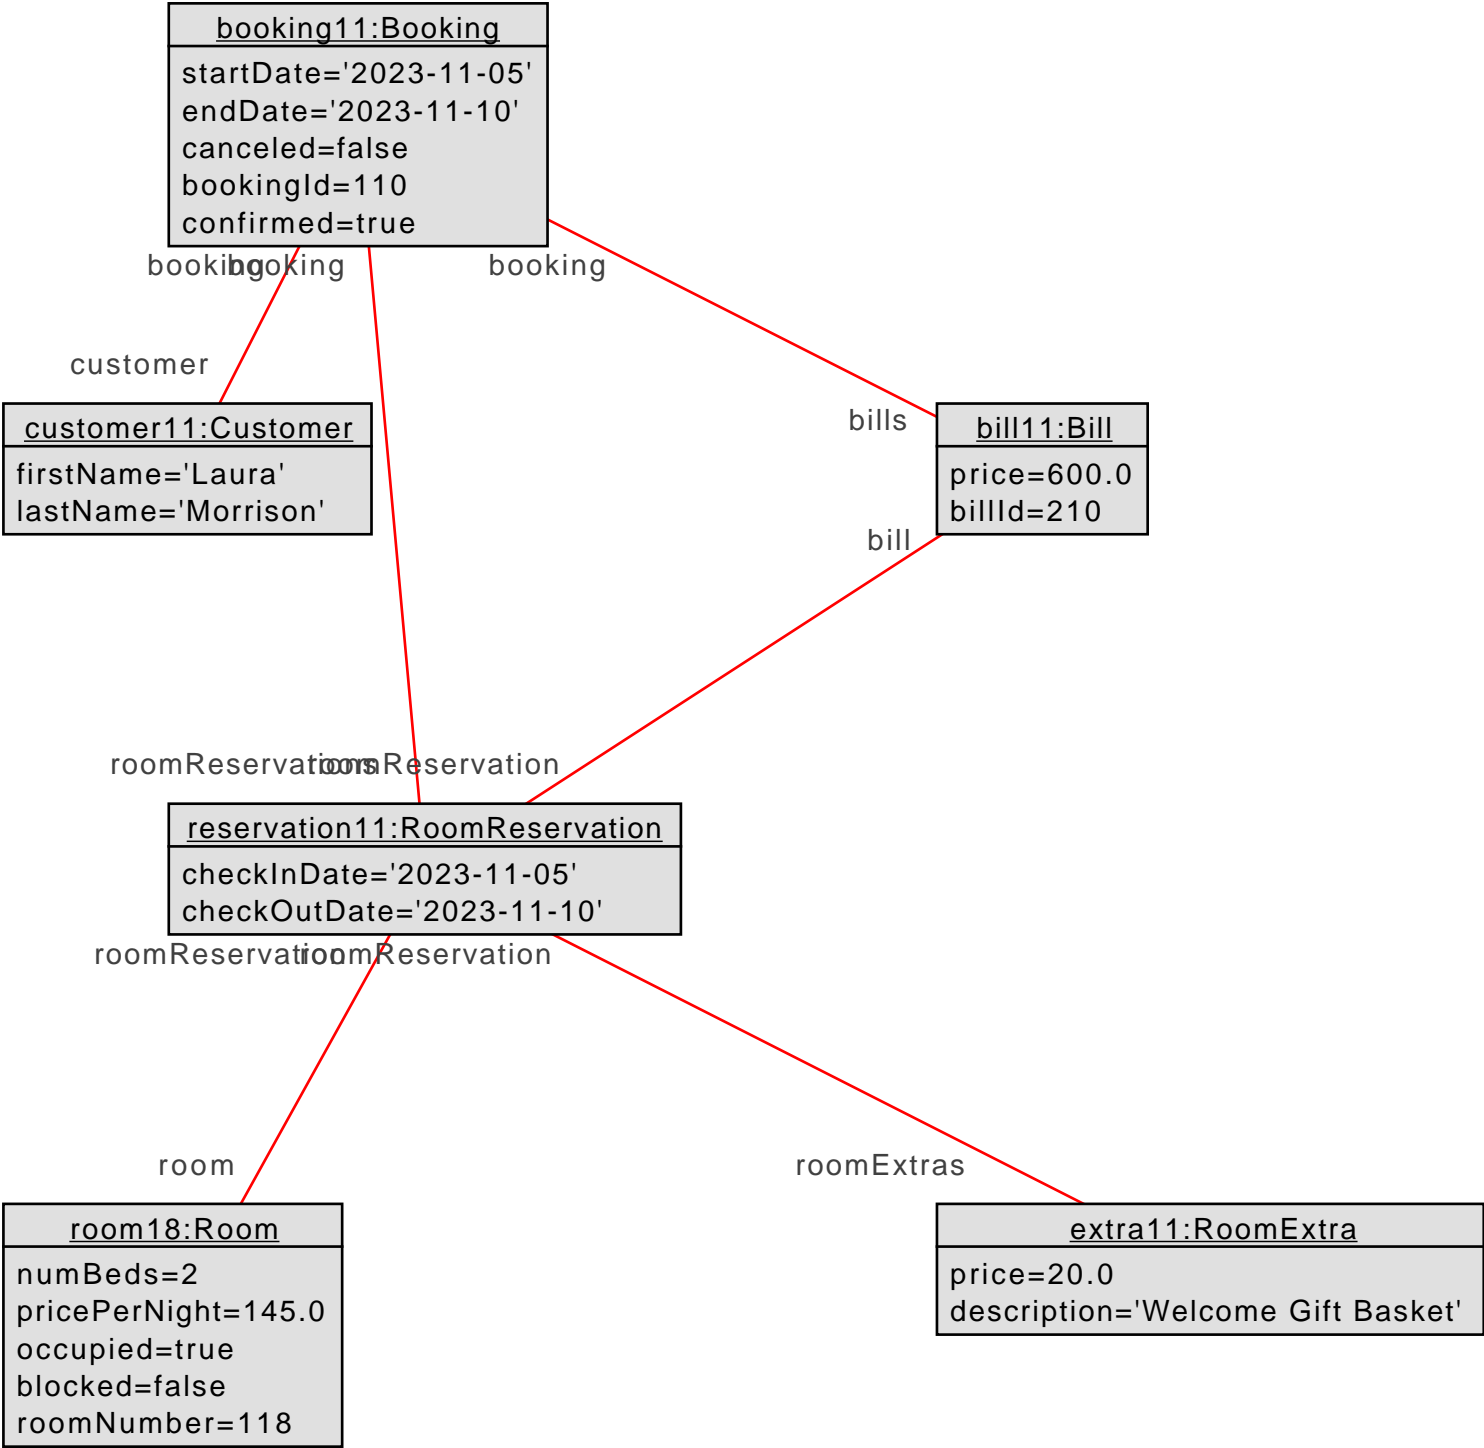 booking11:Booking
startDate='2023-11-05'
endDate='2023-11-10'
canceled=false
bookingId=110
confirmed=true
booking
booking
booking
customer
customer11:Customer
firstName='Laura'
lastName='Morrison'
bills
bill11:Bill
price=600.0
billId=210
bill
roomReservations
roomReservation
reservation11:RoomReservation
checkInDate='2023-11-05'
checkOutDate='2023-11-10'
roomReservation
roomReservation
room
roomExtras
room18:Room
numBeds=2
pricePerNight=145.0
occupied=true
blocked=false
roomNumber=118
extra11:RoomExtra
price=20.0
description='Welcome Gift Basket'